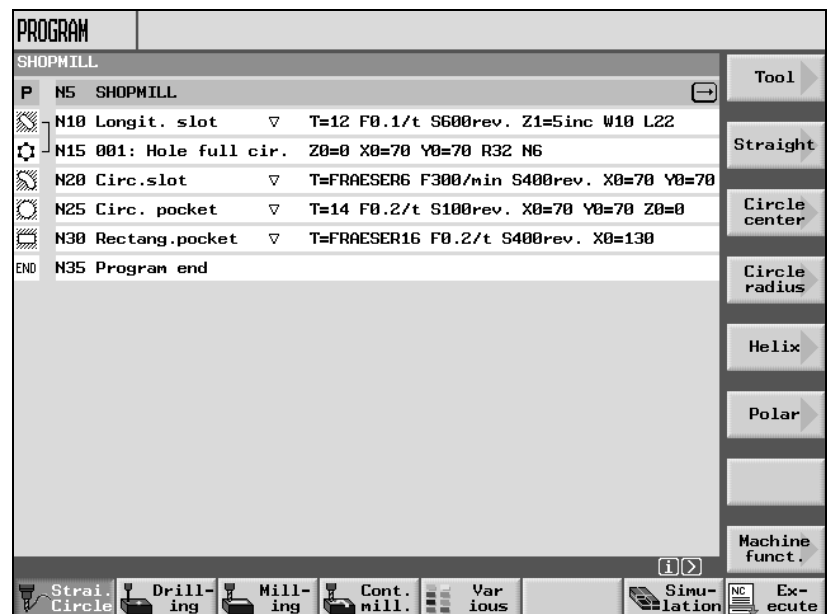 PROGRAM
SHOPMILL
P N5 SHOPMILL
N10 Longit. slot ▽ T=12 F0.1/t S600rev. Z1=5inc W10 L22
N15 001: Hole full cir. Z0=0 X0=70 Y0=70 R32 N6
N20 Circ.slot ▽ T=FRAESER6 F300/min S400rev. X0=70 Y0=70
N25 Circ. pocket ▽ T=14 F0.2/t S100rev. X0=70 Y0=70 Z0=0
N30 Rectang.pocket ▽ T=FRAESER16 F0.2/t S400rev. X0=130
END N35 Program end
Tool
Straight
Circle
center
Circle
radius
Helix
Polar
Machine
funct.
i
Strai.
Circle
Drill-
ing
Mill-
ing
Cont.
mill.
Var
ious
Simu-
lation
NC
Ex-
ecute